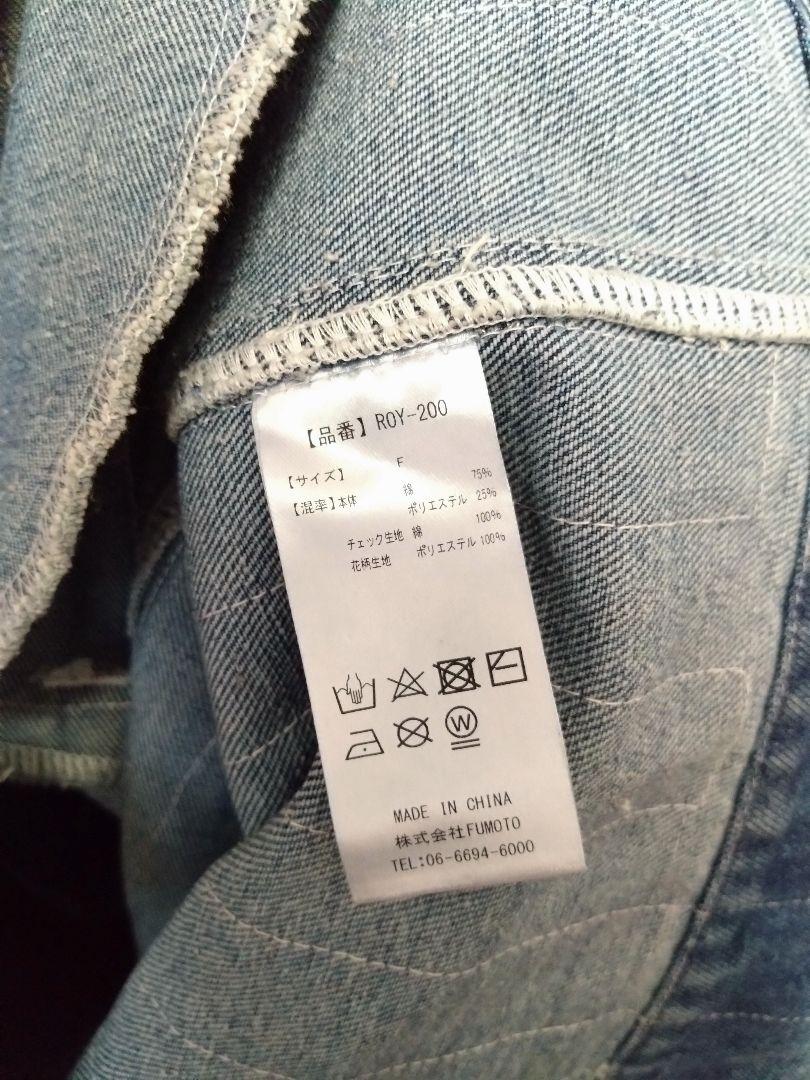 【品番】ROY-200
【サイズ】 F
【混率】本体 綿 75%
ポリエステル 25%
チェック生地 綿 100%
花柄生地 ポリエステル 100%
W
MADE IN CHINA
株式会社FUMOTO
TEL:06-6694-6000